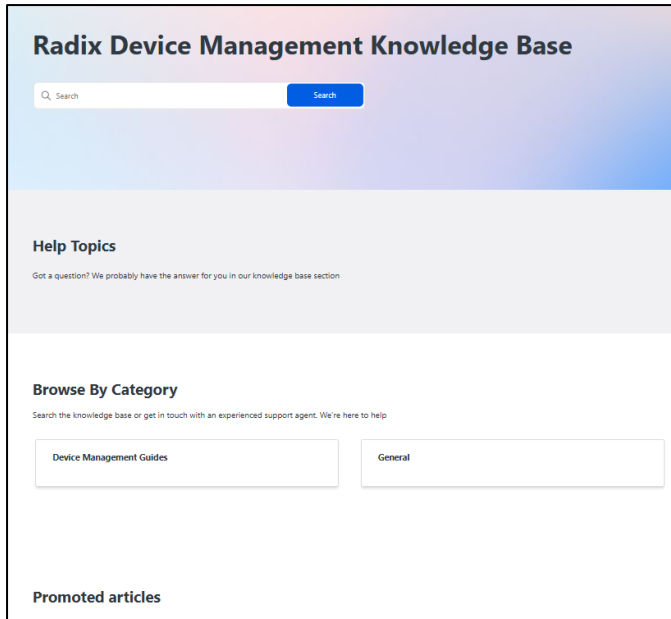 Radix Device Management Knowledge Base
Search
Search
Help Topics
Got a question? We probably have the answer for you in our knowledge base section
Browse By Category
Search the knowledge base or get in touch with an experienced support agent. We're here to help
Device Management Guides
General
Promoted articles